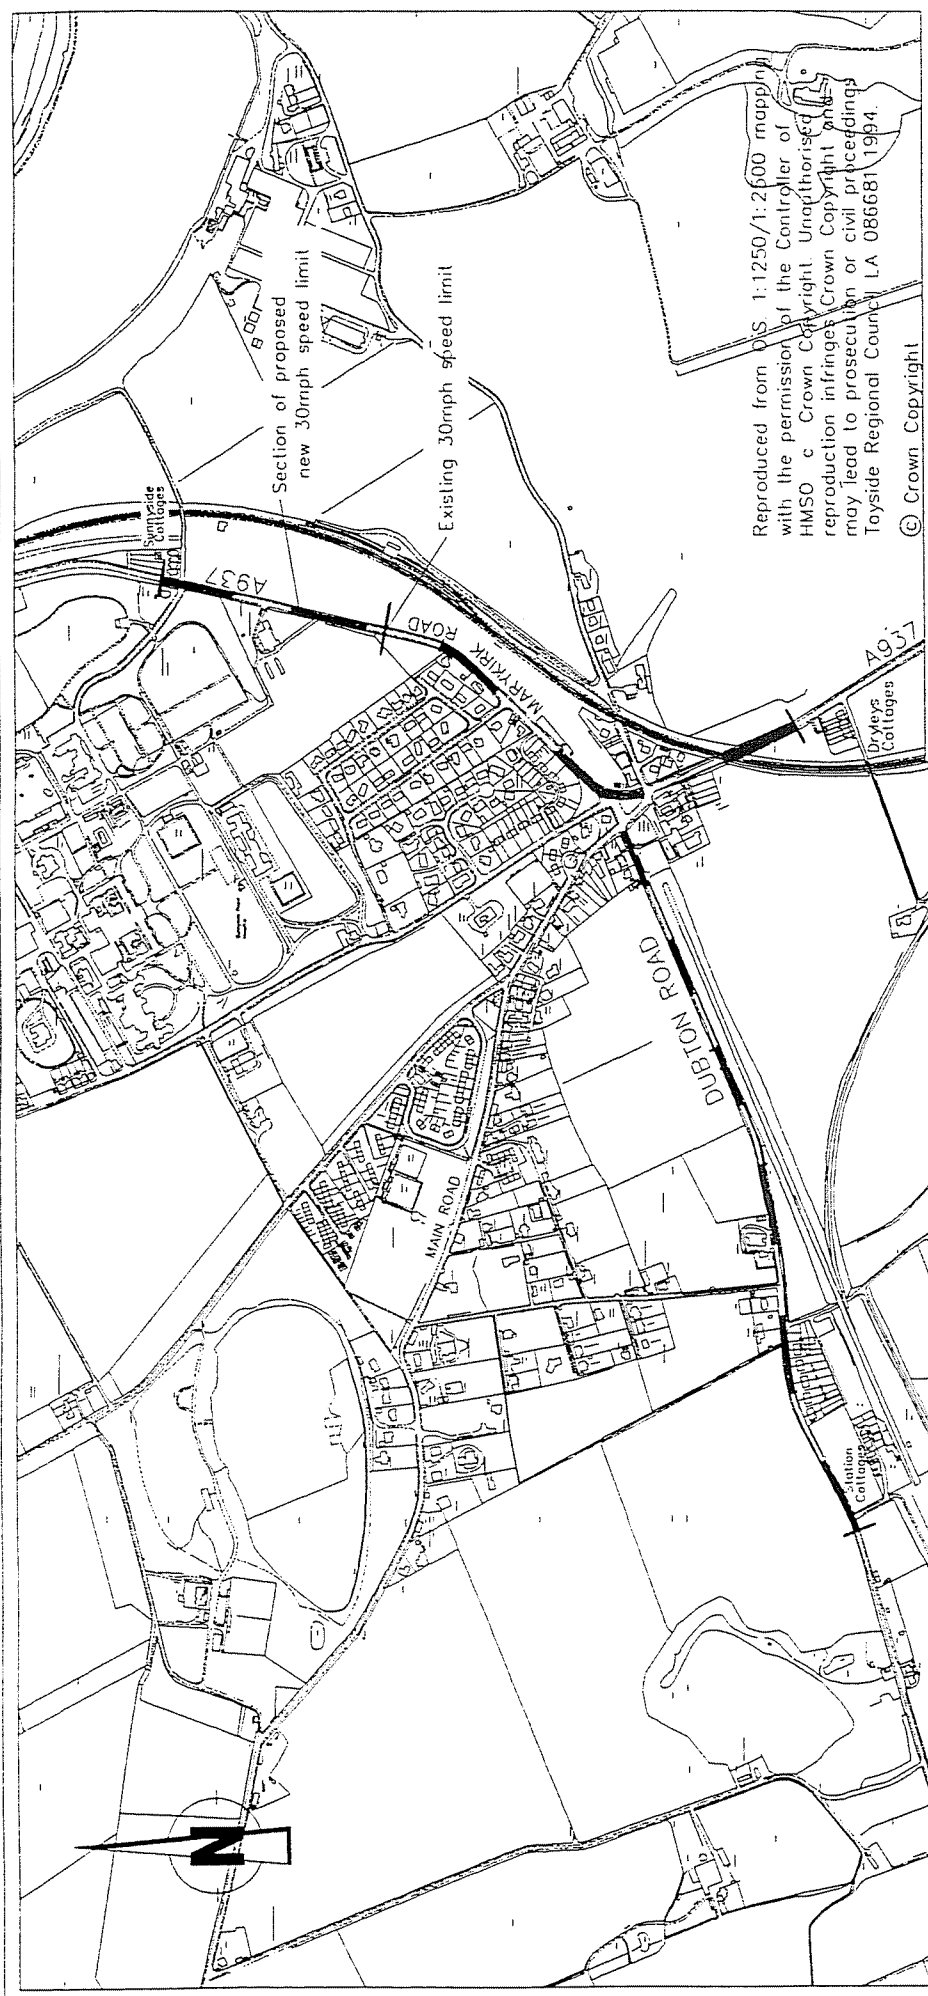 Reproduced from O.S. 1:1250/1:2500 mapping
with the permission of the Controller of
HMSO c Crown Copyright. Unauthorised
reproduction infringes Crown Copyright and
may lead to prosecution or civil proceedings
Tayside Regional Council LA 086681 1994.
© Crown Copyright
Section of proposed
new 30mph speed limit
Existing 30mph speed limit
Sunnyside
Cottages
A937
MARYKIRK
ROAD
A937
Dryleys
Cottages
DUBTON ROAD
MAIN ROAD
Station
Cottages
N